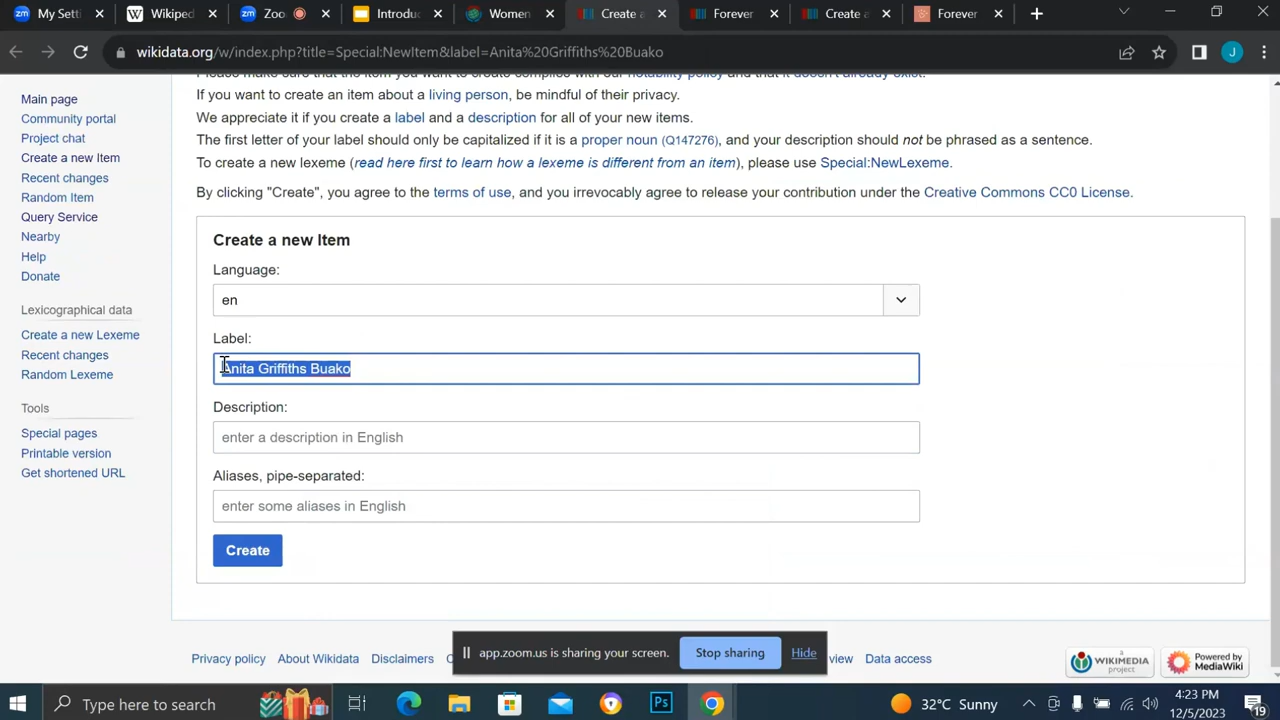 My Setti
Wikiped
Zoo
Introduc
Women
Create a
Forever
Create a
Forever
wikidata.org/w/index.php?title=Special:NewItem&label=Anita%20Griffiths%20Buako
J
Please make sure that the item you want to create complies with our notability policy and that it doesn't already exist.
If you want to create an item about a living person, be mindful of their privacy.
We appreciate it if you create a label and a description for all of your new items.
The first letter of your label should only be capitalized if it is a proper noun (Q147276), and your description should not be phrased as a sentence.
To create a new lexeme (read here first to learn how a lexeme is different from an item), please use Special:NewLexeme.
By clicking "Create", you agree to the terms of use, and you irrevocably agree to release your contribution under the Creative Commons CC0 License.
Main page
Community portal
Project chat
Create a new Item
Recent changes
Random Item
Query Service
Nearby
Help
Donate
Lexicographical data
Create a new Lexeme
Recent changes
Random Lexeme
Tools
Special pages
Printable version
Get shortened URL
Create a new Item
Language:
en
Label:
Anita Griffiths Buako
Description:
enter a description in English
Aliases, pipe-separated:
enter some aliases in English
Create
app.zoom.us is sharing your screen.
Stop sharing
Hide
Privacy policy
About Wikidata
Disclaimers
view
Data access
a WIKIMEDIA project
Powered by MediaWiki
Type here to search
Ps
32°C Sunny
4:23 PM
12/5/2023
19